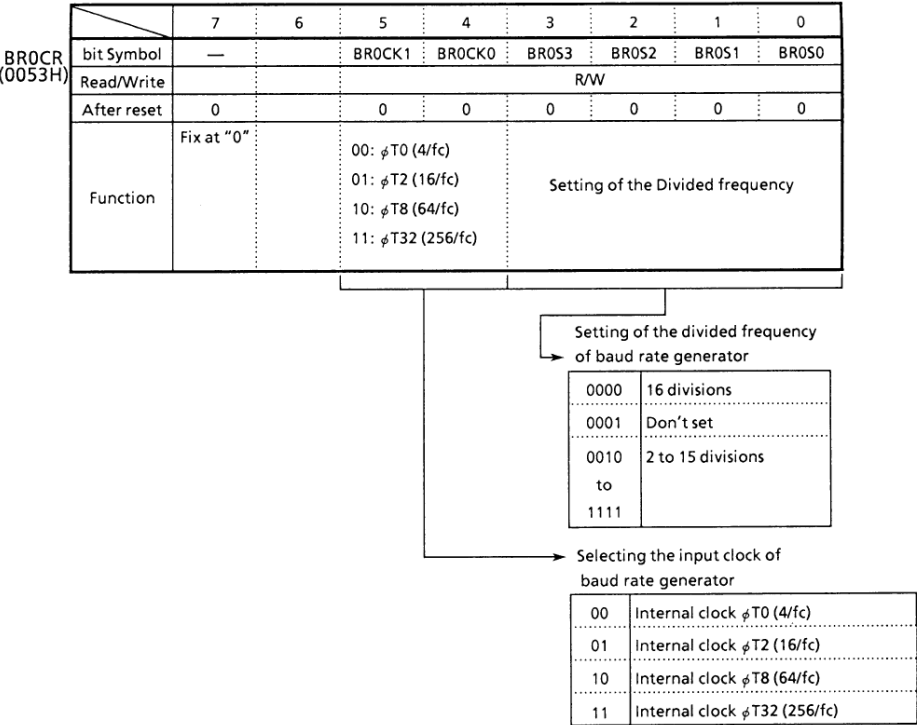 7 6 5 4 3 2 1 0
BR0CR
(0053H)
bit Symbol — BR0CK1 BR0CK0 BR0S3 BR0S2 BR0S1 BR0S0
Read/Write R/W
After reset 0 0 0 0 0 0 0
Function
Fix at "0"
00: φT0 (4/fc)
01: φT2 (16/fc)
10: φT8 (64/fc)
11: φT32 (256/fc)
Setting of the Divided frequency
Setting of the divided frequency
of baud rate generator
0000 16 divisions
0001 Don't set
0010 2 to 15 divisions
to
1111
Selecting the input clock of
baud rate generator
00 Internal clock φT0 (4/fc)
01 Internal clock φT2 (16/fc)
10 Internal clock φT8 (64/fc)
11 Internal clock φT32 (256/fc)